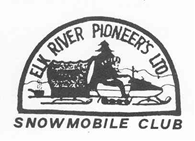 ELK RIVER PIONEER'S LTD.
SNOWMOBILE CLUB